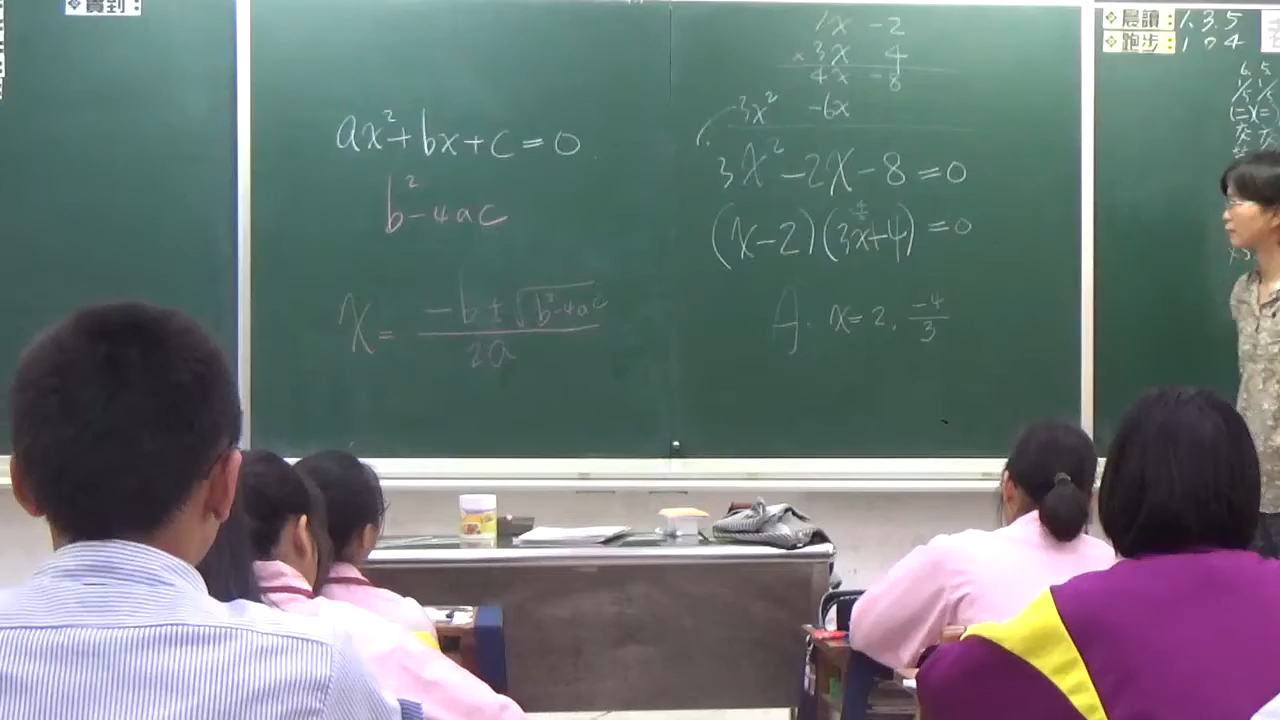 實到:
ax²+bx+c=0
b²-4ac
x= -b±√b²-4ac / 2a
1x -2
×3x 4
4x -8
3x² -6x
3x²-2x-8=0
(x-2)(3x+4)=0
A. x=2. -4/3
晨讀: 1.3.5
跑步: 1 0 4